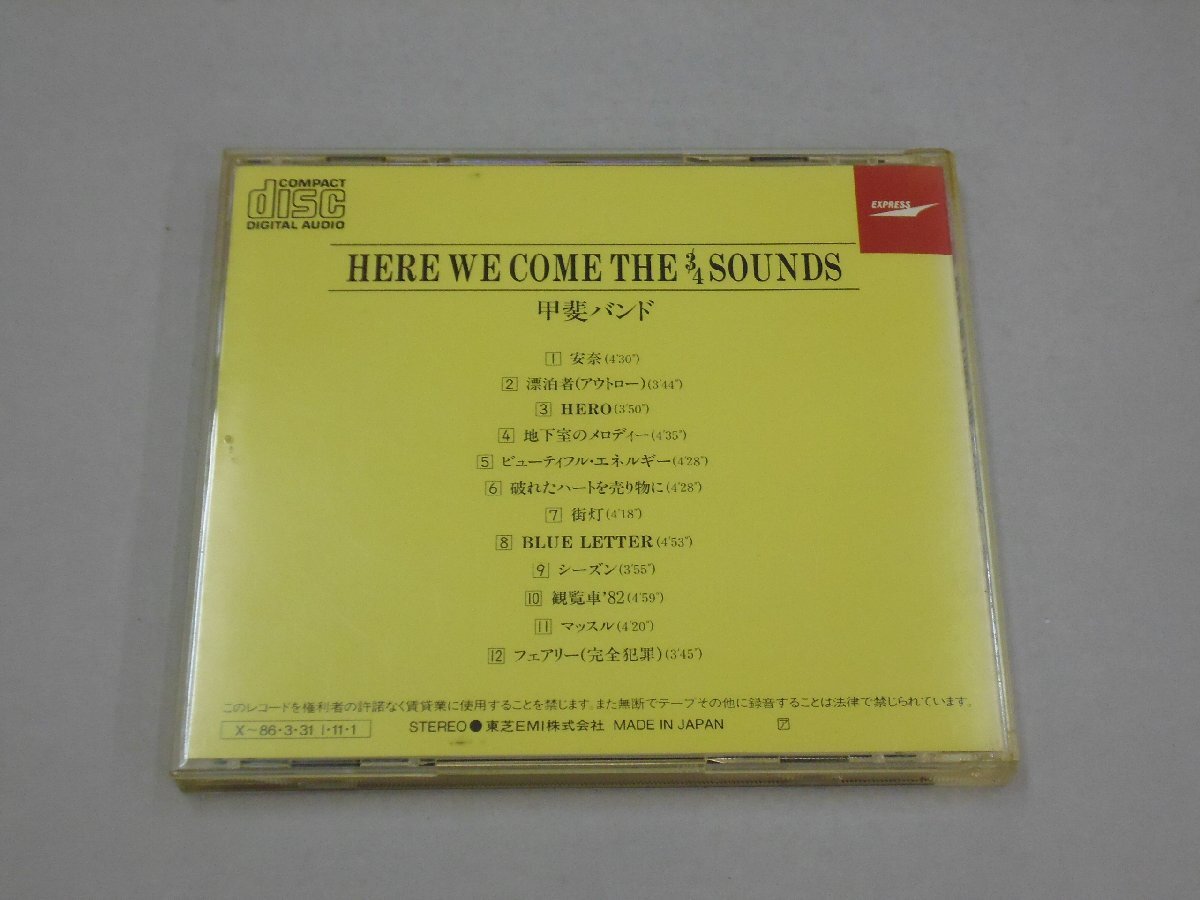 COMPACT
disc
DIGITAL AUDIO
EXPRESS
HERE WE COME THE 3/4 SOUNDS
甲斐バンド
1 安奈(4'30")
2 漂泊者(アウトロー)(3'44")
3 HERO(3'50")
4 地下室のメロディー(4'35")
5 ビューティフル・エネルギー(4'28")
6 破れたハートを売り物に(4'28")
7 街灯(4'18")
8 BLUE LETTER(4'53")
9 シーズン(3'55")
10 観覧車'82(4'59")
11 マッスル(4'20")
12 フェアリー(完全犯罪)(3'45")
このレコードを権利者の許諾なく賃貸業に使用することを禁じます。また無断でテープその他に録音することは法律で禁じられています。
X〜86・3・31 I・11・1 STEREO●東芝EMI株式会社 MADE IN JAPAN ア